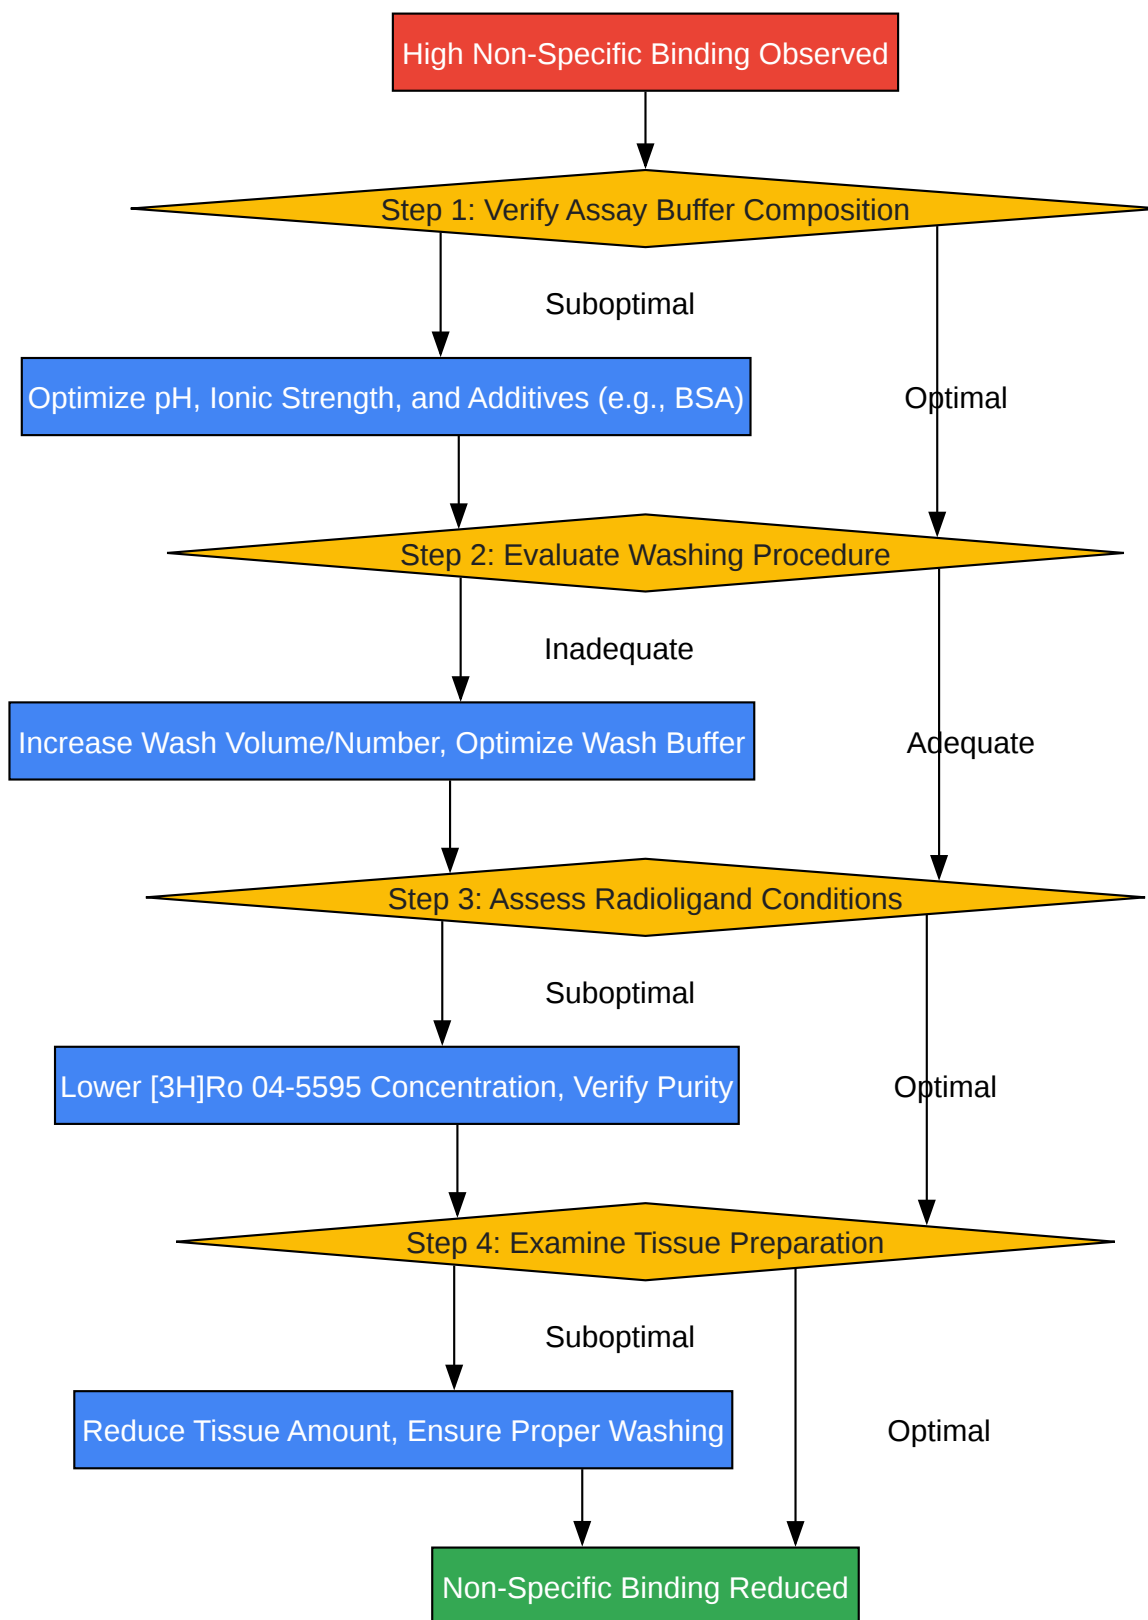 High Non-Specific Binding Observed
Step 1: Verify Assay Buffer Composition
Suboptimal
Optimize pH, Ionic Strength, and Additives (e.g., BSA)
Optimal
Step 2: Evaluate Washing Procedure
Inadequate
Increase Wash Volume/Number, Optimize Wash Buffer
Adequate
Step 3: Assess Radioligand Conditions
Suboptimal
Lower [3H]Ro 04-5595 Concentration, Verify Purity
Optimal
Step 4: Examine Tissue Preparation
Suboptimal
Reduce Tissue Amount, Ensure Proper Washing
Optimal
Non-Specific Binding Reduced